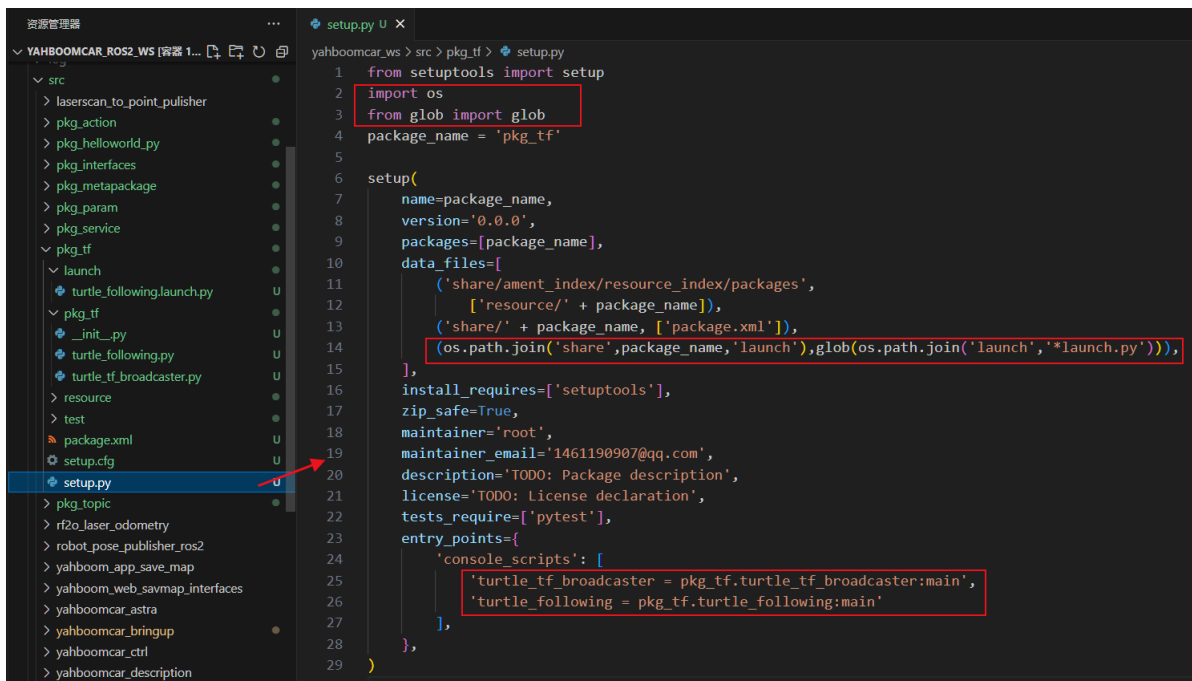 资源管理器 ...
YAHBOOMCAR_ROS2_WS [容器 1...
src
laserscan_to_point_pulisher
pkg_action
pkg_helloworld_py
pkg_interfaces
pkg_metapackage
pkg_param
pkg_service
pkg_tf
launch
turtle_following.launch.py U
pkg_tf
__init__.py U
turtle_following.py U
turtle_tf_broadcaster.py U
resource
test
package.xml U
setup.cfg U
setup.py U
pkg_topic
rf2o_laser_odometry
robot_pose_publisher_ros2
yahboom_app_save_map
yahboom_web_savmap_interfaces
yahboomcar_astra
yahboomcar_bringup
yahboomcar_ctrl
yahboomcar_description
setup.py U
yahboomcar_ws > src > pkg_tf > setup.py
1 from setuptools import setup
2 import os
3 from glob import glob
4 package_name = 'pkg_tf'
5
6 setup(
7 name=package_name,
8 version='0.0.0',
9 packages=[package_name],
10 data_files=[
11 ('share/ament_index/resource_index/packages',
12 ['resource/' + package_name]),
13 ('share/' + package_name, ['package.xml']),
14 (os.path.join('share',package_name,'launch'),glob(os.path.join('launch','*launch.py'))),
15 ],
16 install_requires=['setuptools'],
17 zip_safe=True,
18 maintainer='root',
19 maintainer_email='1461190907@qq.com',
20 description='TODO: Package description',
21 license='TODO: License declaration',
22 tests_require=['pytest'],
23 entry_points={
24 'console_scripts': [
25 'turtle_tf_broadcaster = pkg_tf.turtle_tf_broadcaster:main',
26 'turtle_following = pkg_tf.turtle_following:main'
27 ],
28 },
29 )